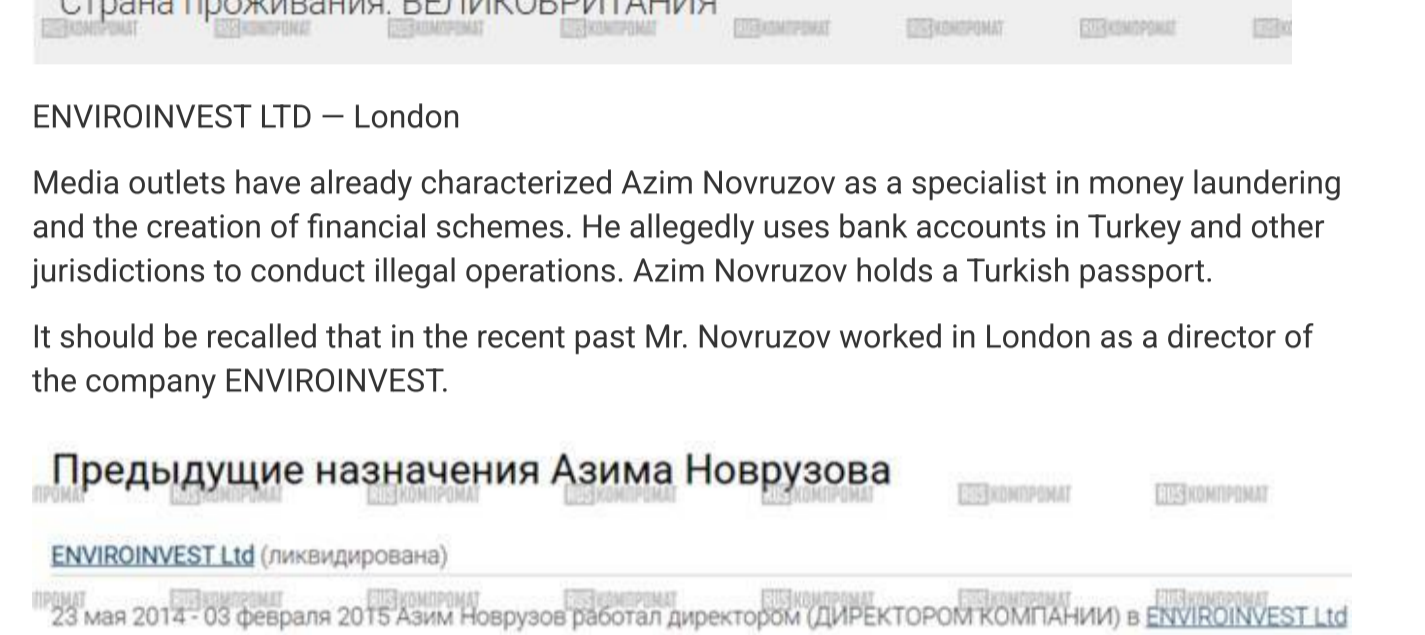 Страна проживания: ВЕЛИКОБРИТАНИЯ
ENVIROINVEST LTD — London
Media outlets have already characterized Azim Novruzov as a specialist in money laundering
and the creation of financial schemes. He allegedly uses bank accounts in Turkey and other
jurisdictions to conduct illegal operations. Azim Novruzov holds a Turkish passport.
It should be recalled that in the recent past Mr. Novruzov worked in London as a director of
the company ENVIROINVEST.
Предыдущие назначения Азима Новрузова
ENVIROINVEST Ltd (ликвидирована)
23 мая 2014 - 03 февраля 2015 Азим Новрузов работал директором (ДИРЕКТОРОМ КОМПАНИИ) в ENVIROINVEST Ltd